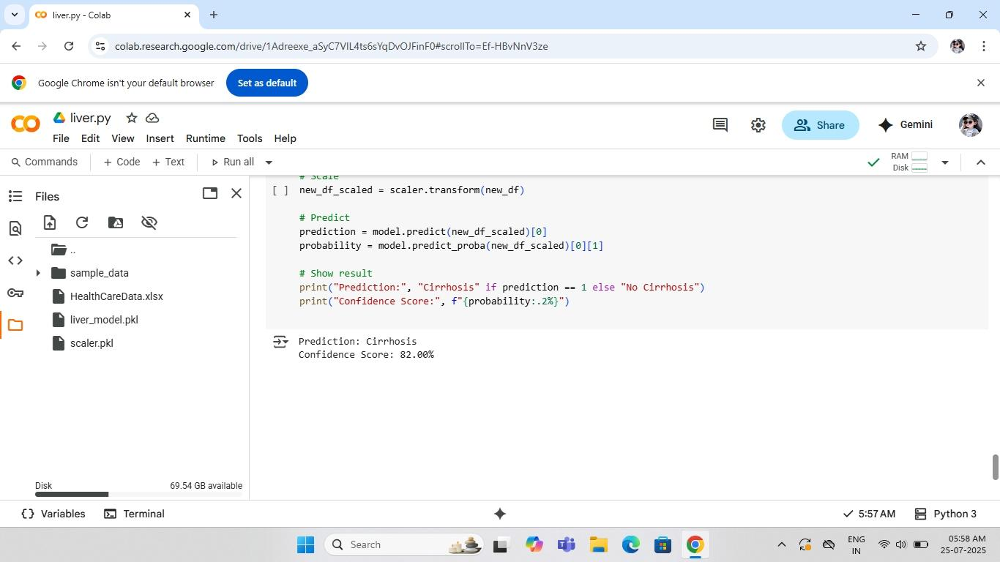 liver.py - Colab
colab.research.google.com/drive/1Adreexe_aSyC7VIL4ts6sYqDvOJFinF0#scrollTo=Ef-HBvNnV3ze
Google Chrome isn't your default browser
Set as default
liver.py
File Edit View Insert Runtime Tools Help
Share
Gemini
Commands + Code + Text Run all
RAM
Disk
Files
..
sample_data
HealthCareData.xlsx
liver_model.pkl
scaler.pkl
Disk 69.54 GB available
# Scale
[ ] new_df_scaled = scaler.transform(new_df)
# Predict
prediction = model.predict(new_df_scaled)[0]
probability = model.predict_proba(new_df_scaled)[0][1]
# Show result
print("Prediction:", "Cirrhosis" if prediction == 1 else "No Cirrhosis")
print("Confidence Score:", f"{probability:.2%}")
Prediction: Cirrhosis
Confidence Score: 82.00%
{} Variables Terminal
5:57 AM Python 3
Search
ENG
IN
05:58 AM
25-07-2025